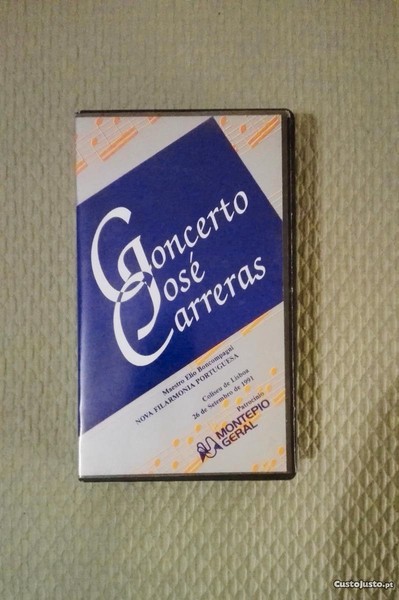 Concerto
José
Carreras
Maestro Elio Boncompagni
NOVA FILARMONIA PORTUGUESA
Coliseu de Lisboa
26 de Setembro de 1991
Patrocínio
MONTEPIO
GERAL
CustoJusto.pt